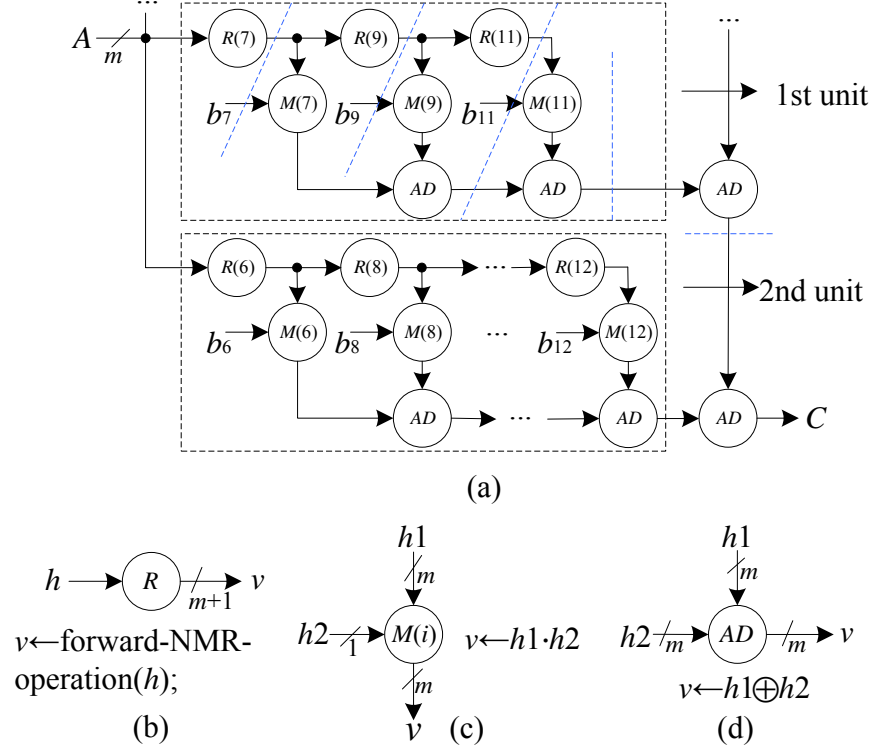 ...
A
m
R(7)
R(9)
R(11)
...
b7
M(7)
b9
M(9)
b11
M(11)
1st unit
AD
AD
AD
R(6)
R(8)
...
R(12)
2nd unit
b6
M(6)
b8
M(8)
...
b12
M(12)
AD
...
AD
AD
C
(a)
h
R
m+1
v
v←forward-NMR-
operation(h);
(b)
h1
m
h2
1
M(i)
v←h1·h2
m
v
(c)
h1
m
h2
m
AD
m
v
v←h1⊕h2
(d)